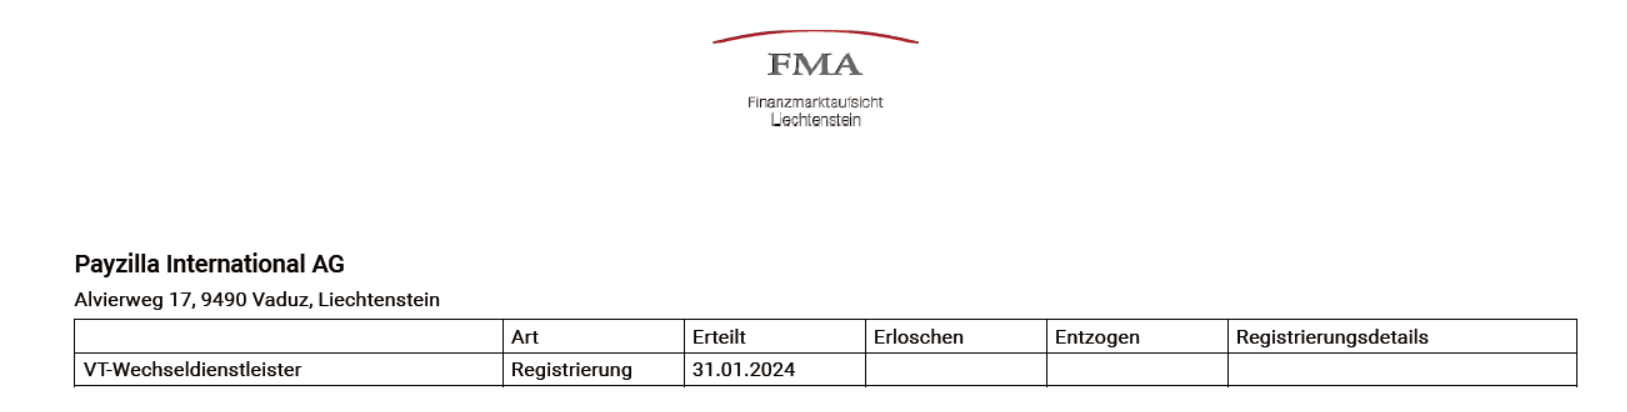 FMA
Finanzmarktaufsicht
Liechtenstein
Payzilla International AG
Alvierweg 17, 9490 Vaduz, Liechtenstein
Art Erteilt Erloschen Entzogen Registrierungsdetails
VT-Wechseldienstleister Registrierung 31.01.2024